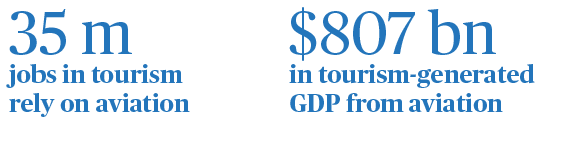 35 m
jobs in tourism
rely on aviation
$807 bn
in tourism-generated
GDP from aviation